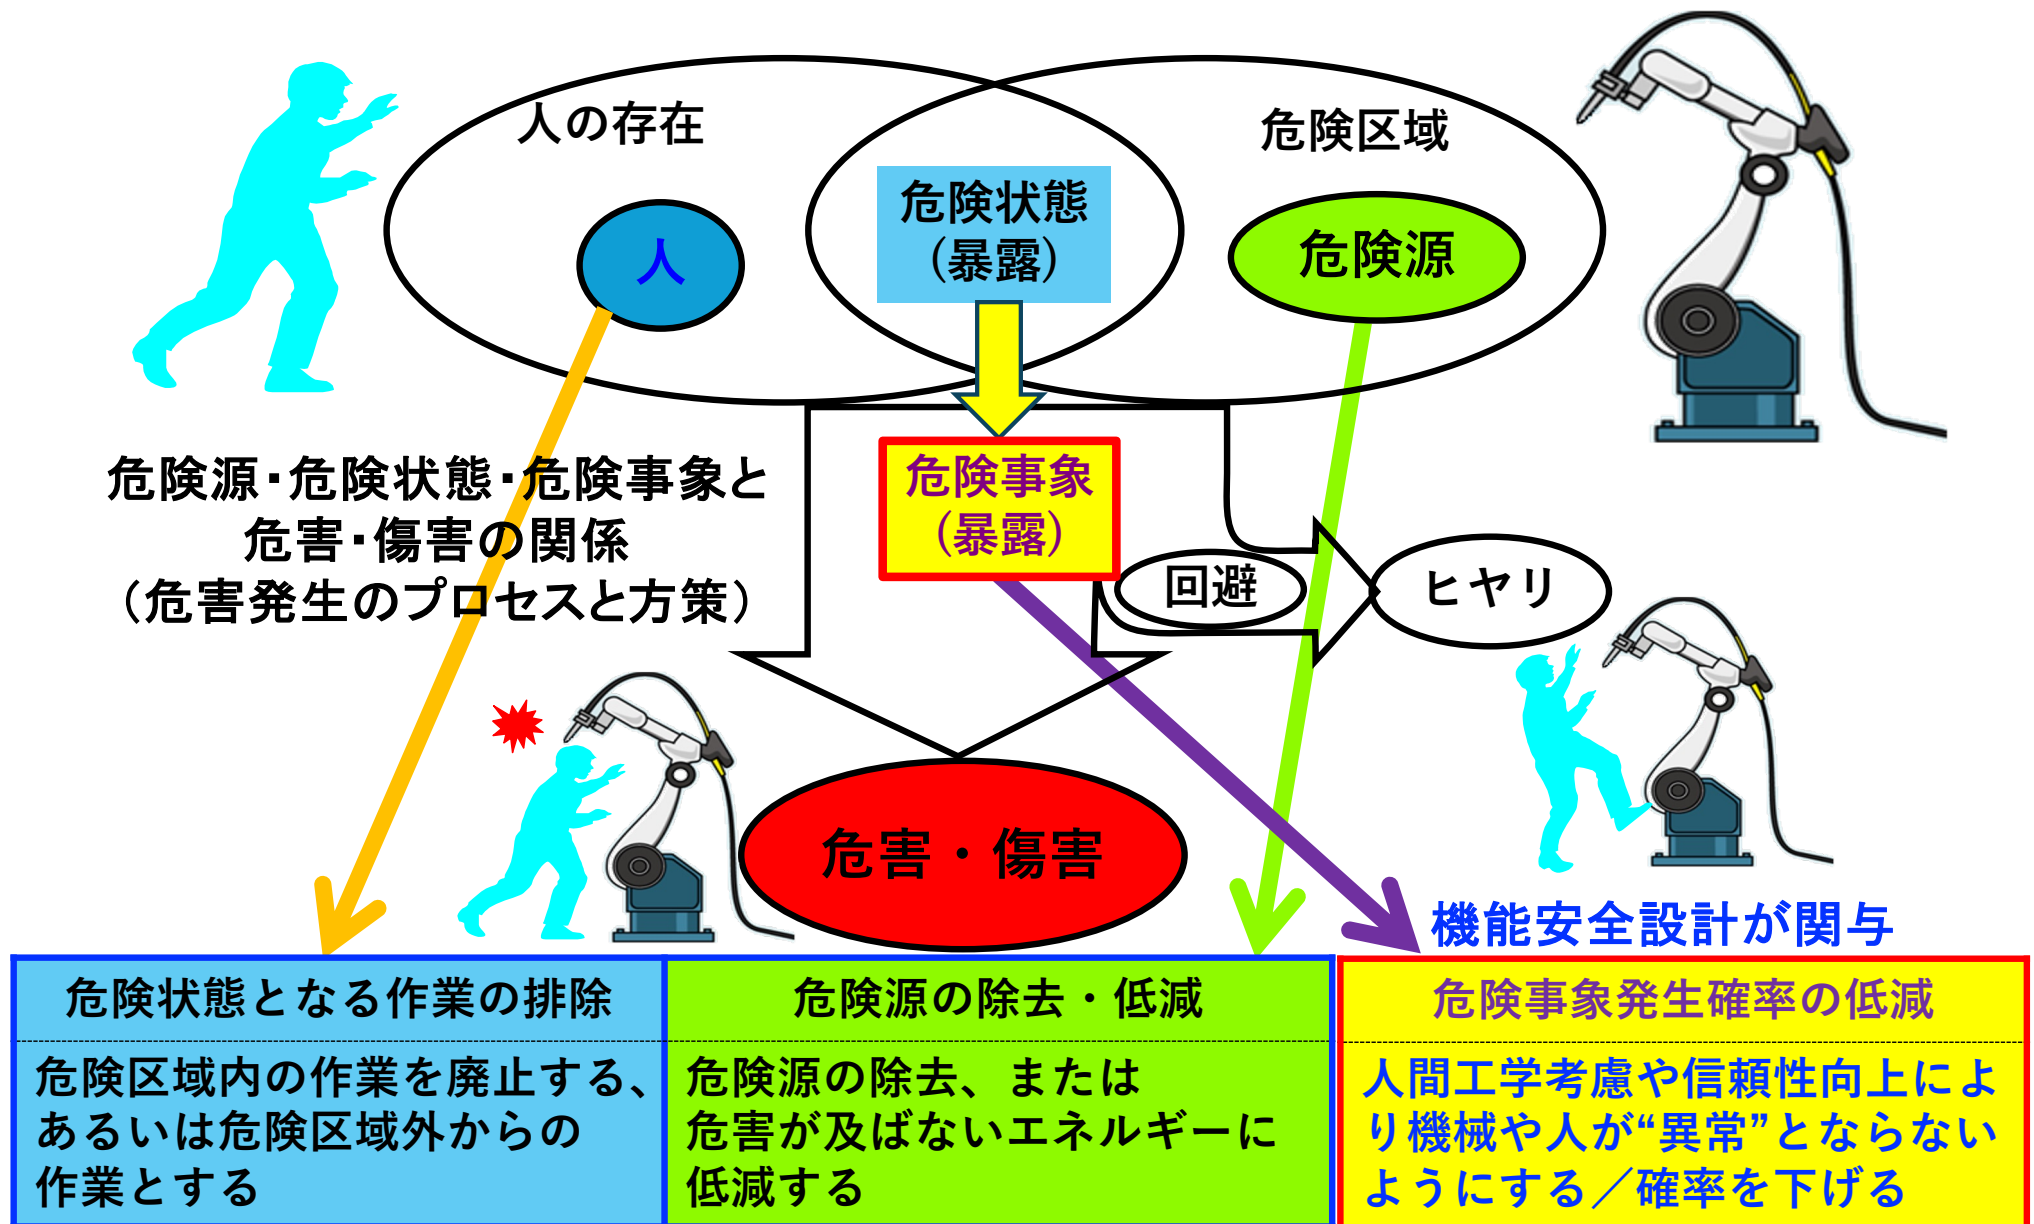 人の存在
危険区域
人
危険状態
(暴露)
危険源
危険源・危険状態・危険事象と
危害・傷害の関係
（危害発生のプロセスと方策）
危険事象
(暴露)
回避
ヒヤリ
危害・傷害
機能安全設計が関与
危険状態となる作業の排除
危険区域内の作業を廃止する、
あるいは危険区域外からの
作業とする
危険源の除去・低減
危険源の除去、または
危害が及ばないエネルギーに
低減する
危険事象発生確率の低減
人間工学考慮や信頼性向上によ
り機械や人が“異常”とならない
ようにする／確率を下げる